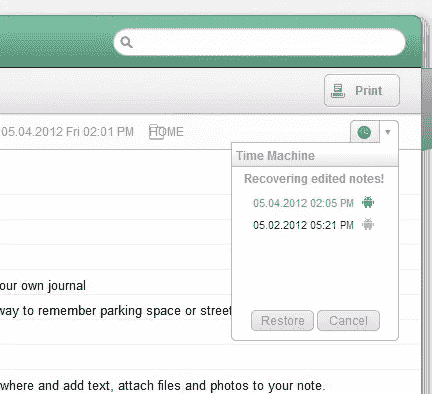 Print
05.04.2012 Fri 02:01 PM HOME
Time Machine
Recovering edited notes!
05.04.2012 02:05 PM
05.02.2012 05:21 PM
our own journal
way to remember parking space or street
Restore Cancel
where and add text, attach files and photos to your note.